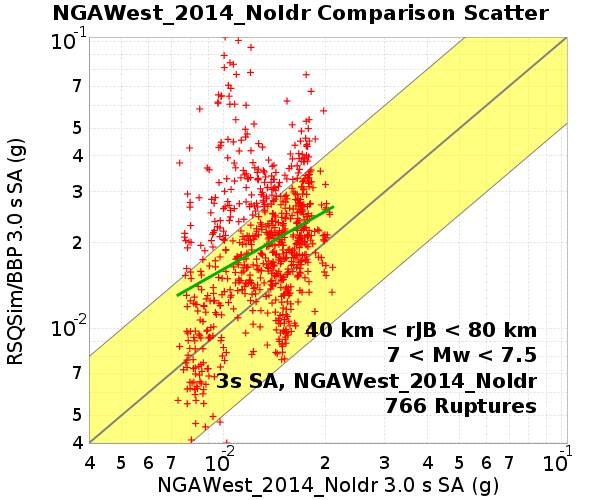 NGAWest_2014_NoIdr Comparison Scatter
RSQSim/BBP 3.0 s SA (g)
10^-1
7
5
4
3
2
10^-2
7
5
4
40 km < rJB < 80 km
7 < Mw < 7.5
3s SA, NGAWest_2014_NoIdr
766 Ruptures
4 5 6 7 10^-2 2 3 4 5 6 7 10^-1
NGAWest_2014_NoIdr 3.0 s SA (g)